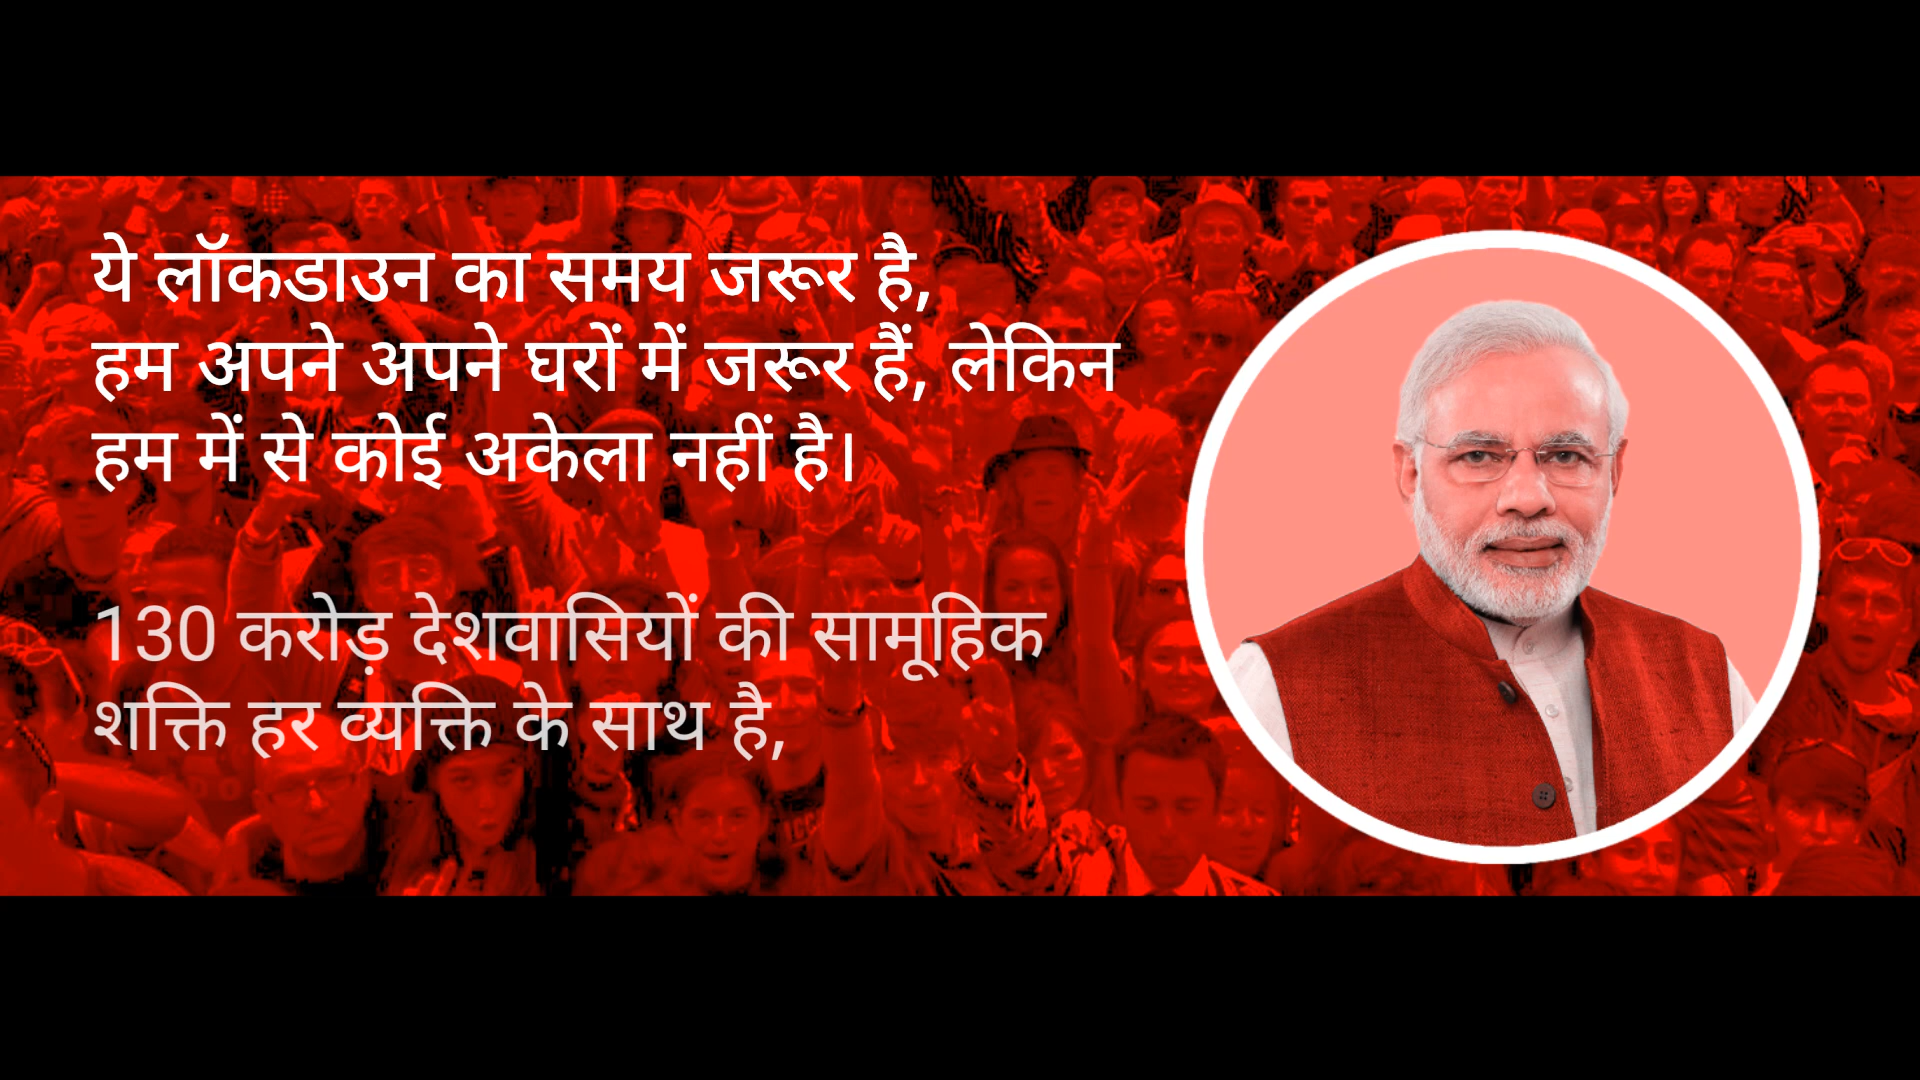 ये लॉकडाउन का समय जरूर है,
हम अपने अपने घरों में जरूर हैं, लेकिन
हम में से कोई अकेला नहीं है।
130 करोड़ देशवासियों की सामूहिक
शक्ति हर व्यक्ति के साथ है,